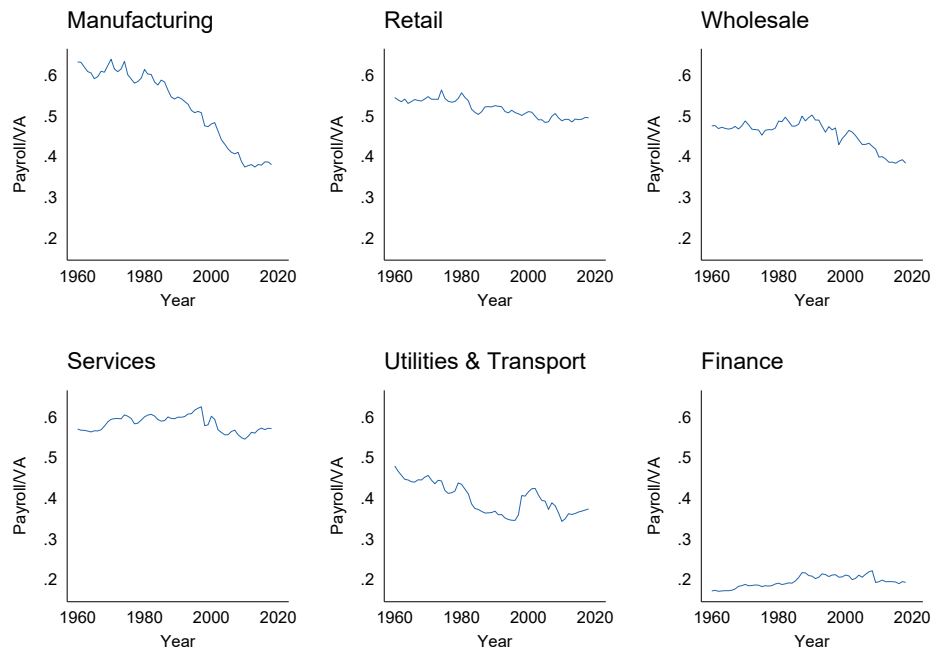 Manufacturing
Retail
Wholesale
.6
.5
.4
.3
.2
Payroll/VA
1960 1980 2000 2020
Year
.6
.5
.4
.3
.2
Payroll/VA
1960 1980 2000 2020
Year
.6
.5
.4
.3
.2
Payroll/VA
1960 1980 2000 2020
Year
Services
Utilities & Transport
Finance
.6
.5
.4
.3
.2
Payroll/VA
1960 1980 2000 2020
Year
.6
.5
.4
.3
.2
Payroll/VA
1960 1980 2000 2020
Year
.6
.5
.4
.3
.2
Payroll/VA
1960 1980 2000 2020
Year